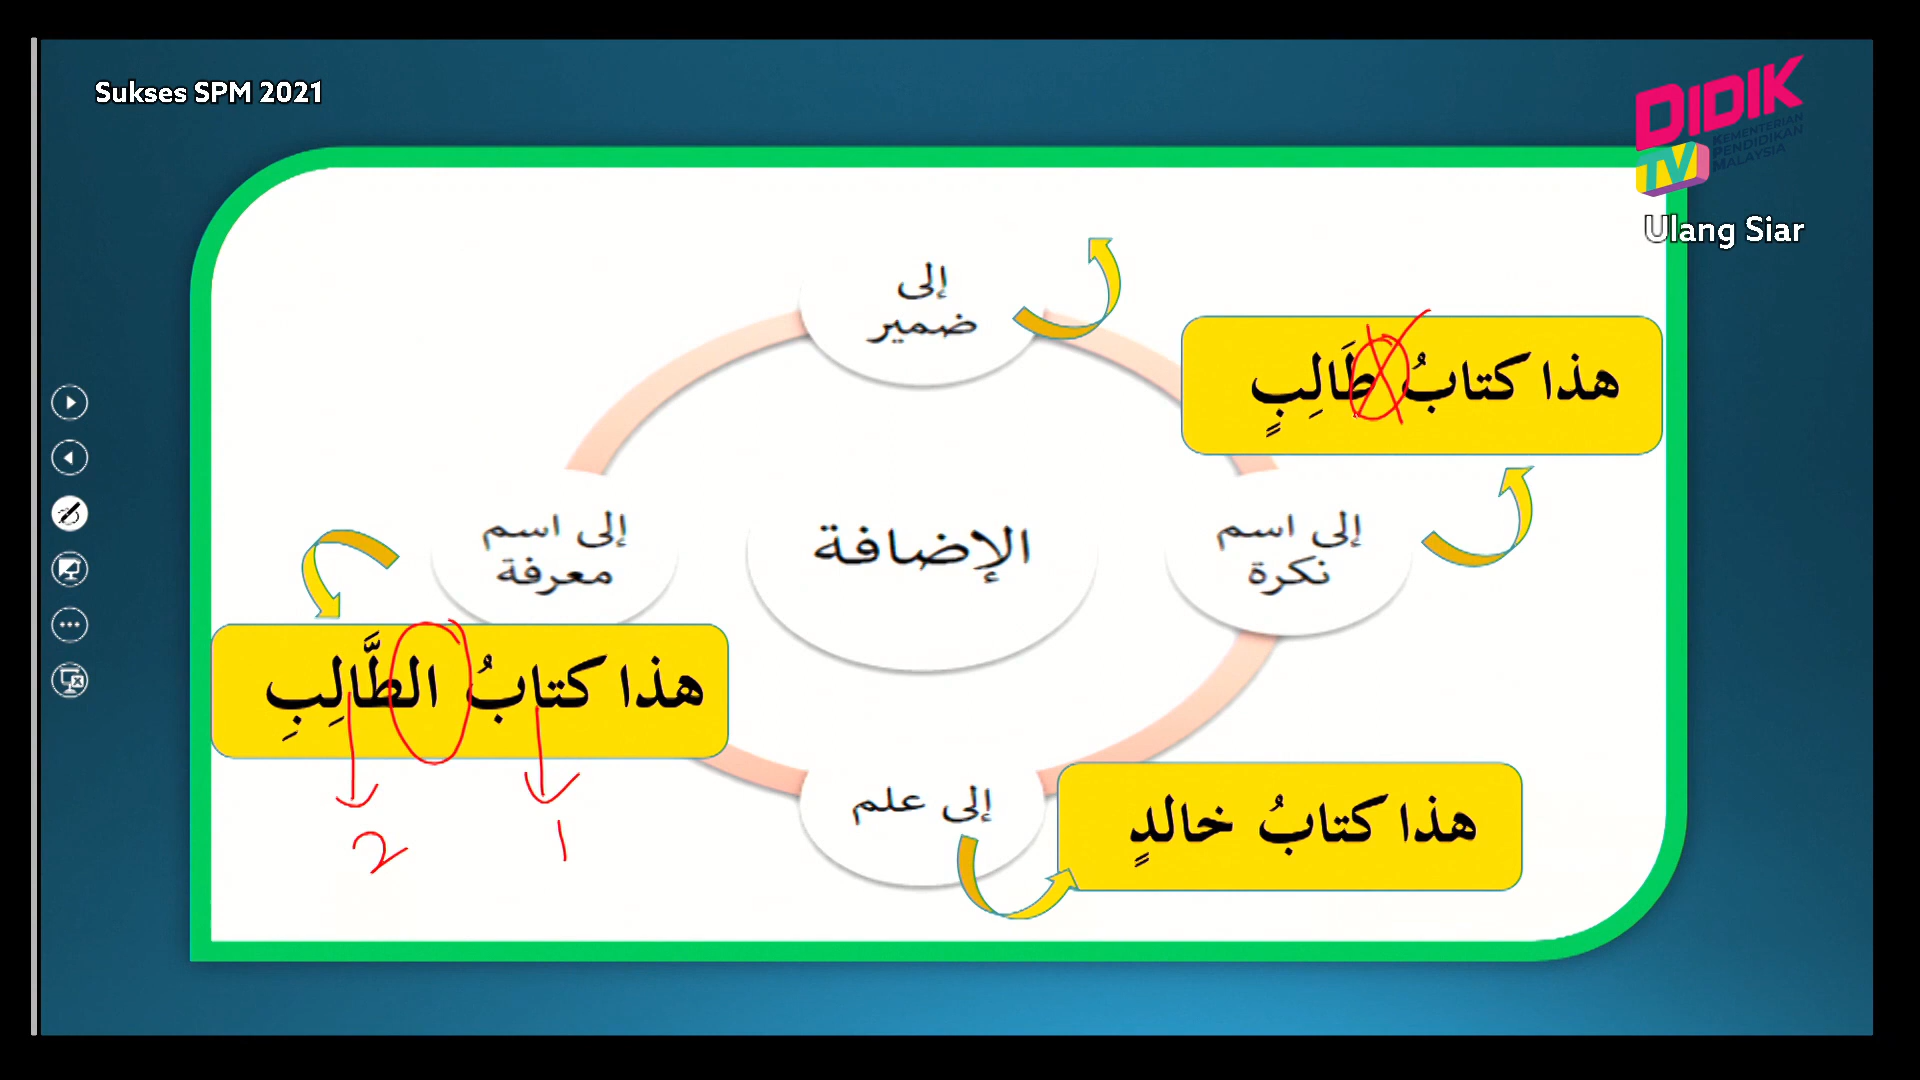 Sukses SPM 2021
DIDIK
TV
KEMENTERIAN
PENDIDIKAN
MALAYSIA
Ulang Siar
إلى
ضمير
هذا كتابُ طَالِبٍ
إلى اسم
نكرة
الإضافة
إلى اسم
معرفة
هذا كتابُ الطَّالِبِ
إلى علم
هذا كتابُ خالدٍ
1
2